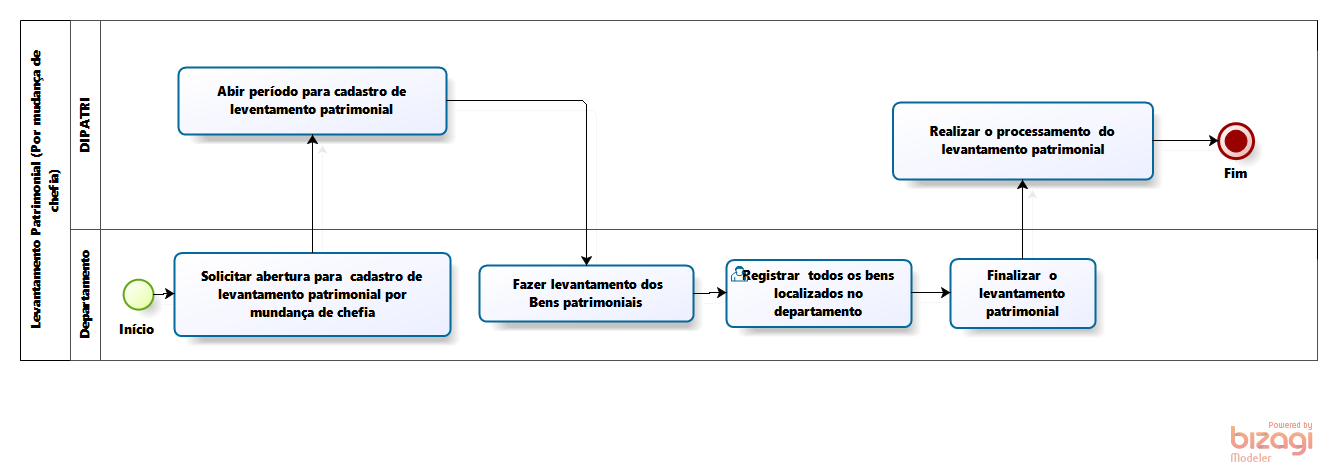 Levantamento Patrimonial (Por mudança de
chefia)
DIPATRI
Abir período para cadastro de
leventamento patrimonial
Realizar o processamento do
levantamento patrimonial
Fim
Departamento
Início
Solicitar abertura para cadastro de
levantamento patrimonial por
mundança de chefia
Fazer levantamento dos
Bens patrimoniais
Registrar todos os bens
localizados no
departamento
Finalizar o
levantamento
patrimonial
Powered by
bizagi
Modeler